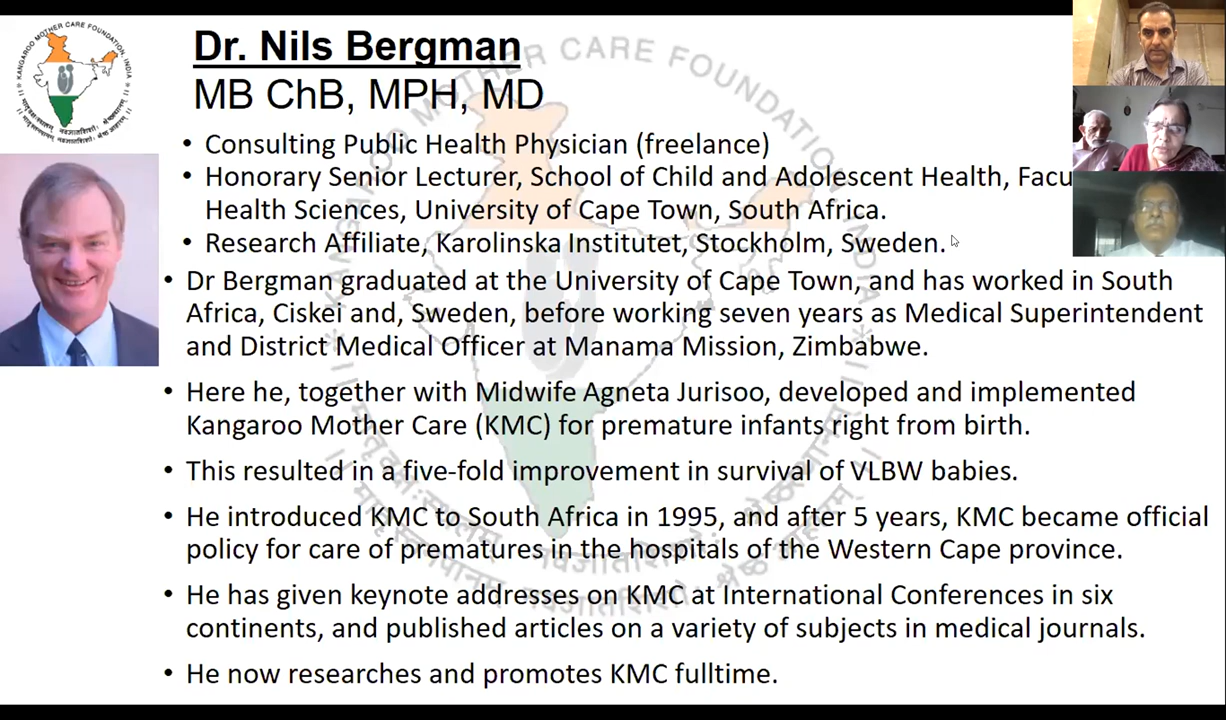 KANGAROO MOTHER CARE FOUNDATION, INDIA
Dr. Nils Bergman
MB ChB, MPH, MD
• Consulting Public Health Physician (freelance)
• Honorary Senior Lecturer, School of Child and Adolescent Health, Facu
Health Sciences, University of Cape Town, South Africa.
• Research Affiliate, Karolinska Institutet, Stockholm, Sweden.
• Dr Bergman graduated at the University of Cape Town, and has worked in South
Africa, Ciskei and, Sweden, before working seven years as Medical Superintendent
and District Medical Officer at Manama Mission, Zimbabwe.
• Here he, together with Midwife Agneta Jurisoo, developed and implemented
Kangaroo Mother Care (KMC) for premature infants right from birth.
• This resulted in a five-fold improvement in survival of VLBW babies.
• He introduced KMC to South Africa in 1995, and after 5 years, KMC became official
policy for care of prematures in the hospitals of the Western Cape province.
• He has given keynote addresses on KMC at International Conferences in six
continents, and published articles on a variety of subjects in medical journals.
• He now researches and promotes KMC fulltime.